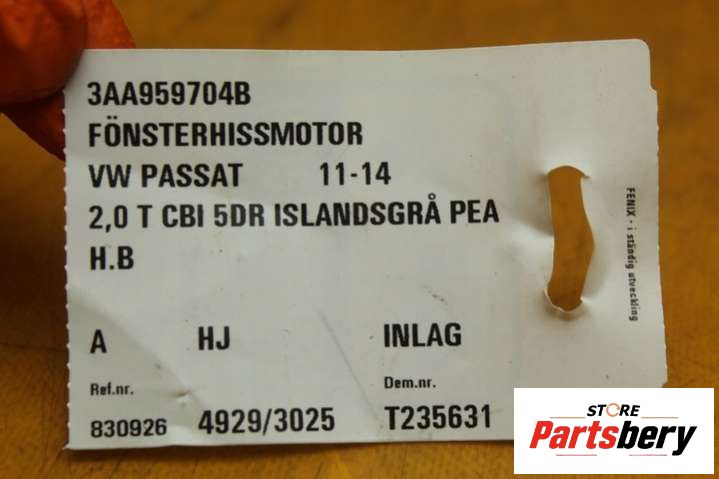 3AA959704B
FÖNSTERHISSMOTOR
VW PASSAT 11-14
2,0 T CBI 5DR ISLANDSGRÅ PEA
H.B
A HJ INLAG
Ref.nr. Dem.nr.
830926 4929/3025 T235631
FENIX - i ständig utveckling
STORE
Partsbery